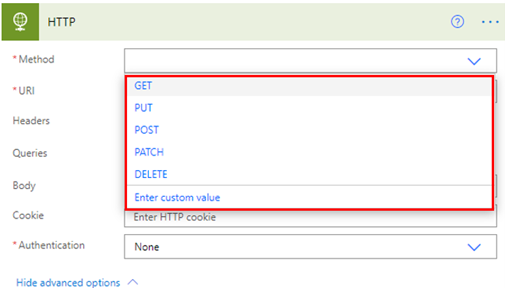 HTTP
* Method
GET
* URI
PUT
Headers
POST
Queries
PATCH
DELETE
Body
Enter custom value
Cookie
Enter HTTP cookie
* Authentication
None
Hide advanced options